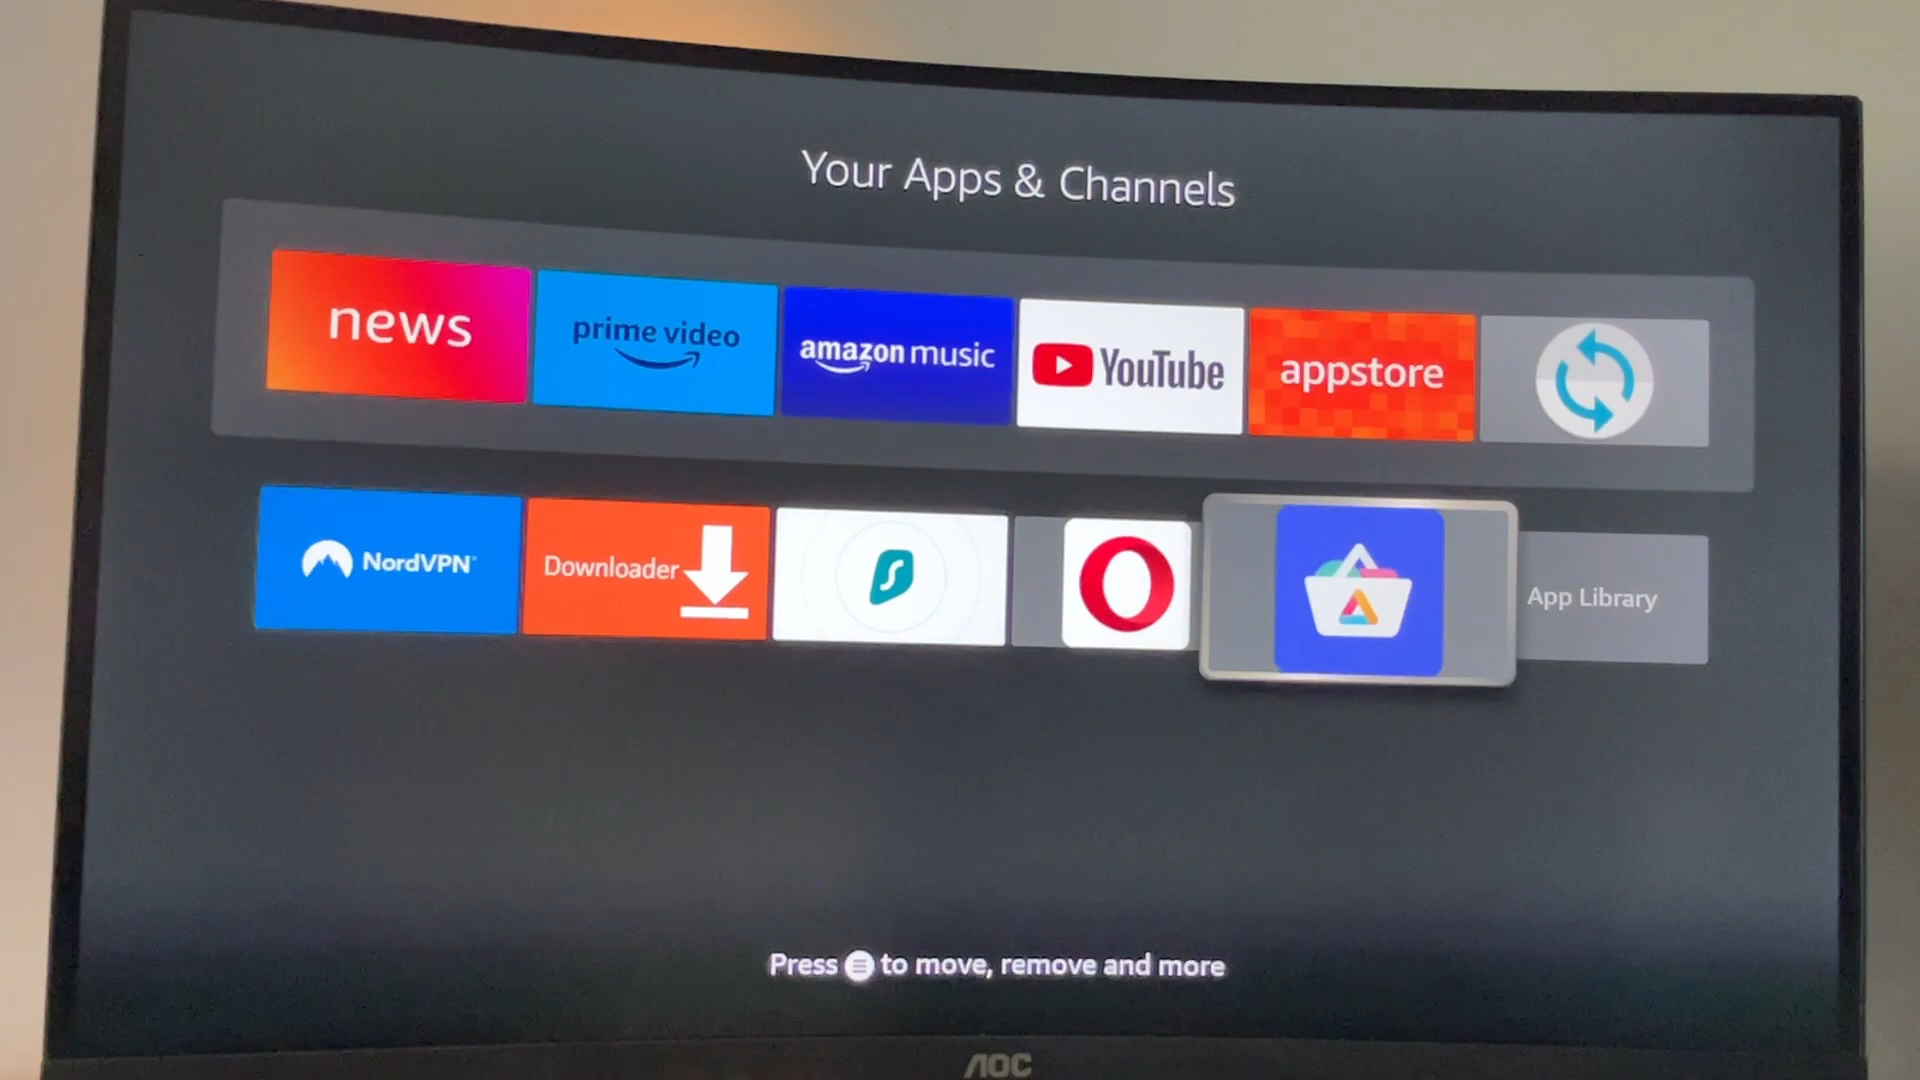 Your Apps & Channels
news
prime video
amazon music
YouTube
appstore
NordVPN
Downloader
App Library
Press to move, remove and more
AOC